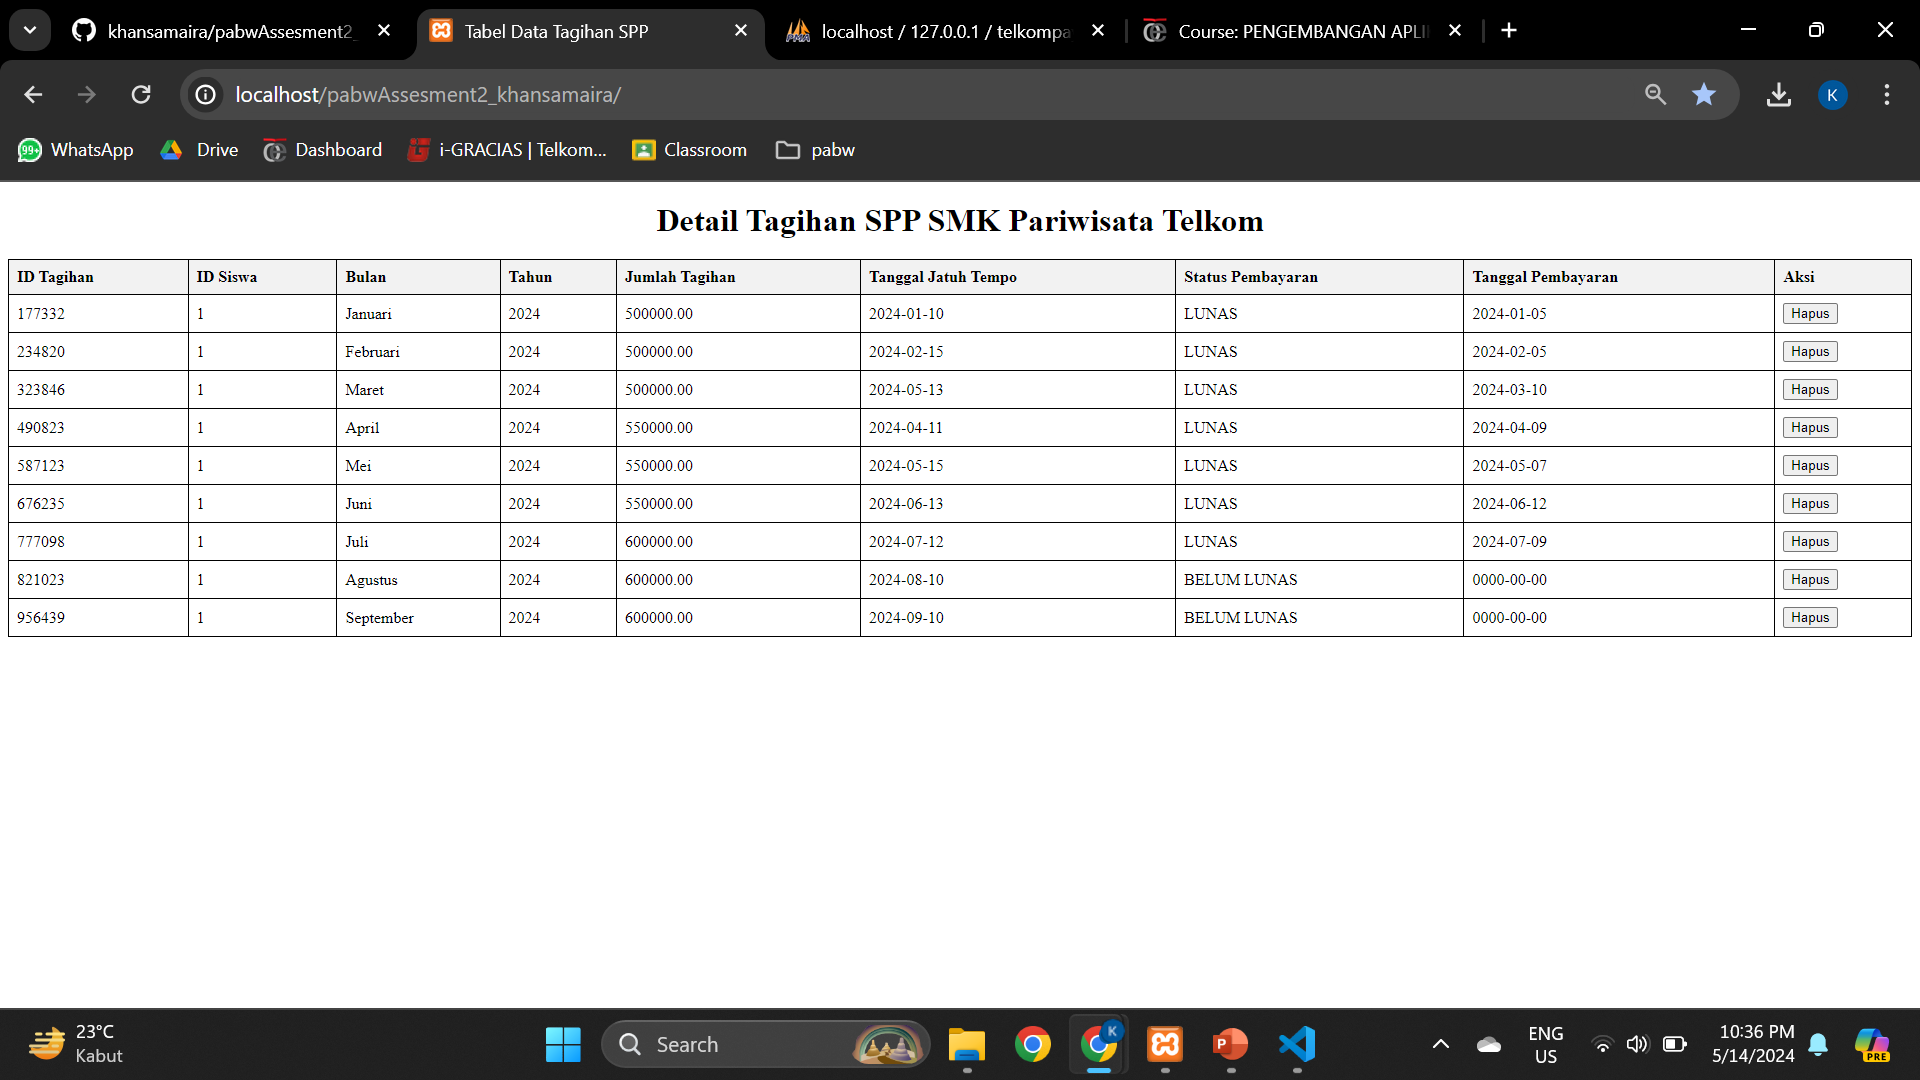 khansamaira/pabwAssesment2_
Tabel Data Tagihan SPP
localhost / 127.0.0.1 / telkompa
Course: PENGEMBANGAN APLI
localhost/pabwAssesment2_khansamaira/
K
99+ WhatsApp Drive Dashboard i-GRACIAS | Telkom... Classroom pabw
Detail Tagihan SPP SMK Pariwisata Telkom
ID Tagihan ID Siswa Bulan Tahun Jumlah Tagihan Tanggal Jatuh Tempo Status Pembayaran Tanggal Pembayaran Aksi
177332 1 Januari 2024 500000.00 2024-01-10 LUNAS 2024-01-05 Hapus
234820 1 Februari 2024 500000.00 2024-02-15 LUNAS 2024-02-05 Hapus
323846 1 Maret 2024 500000.00 2024-05-13 LUNAS 2024-03-10 Hapus
490823 1 April 2024 550000.00 2024-04-11 LUNAS 2024-04-09 Hapus
587123 1 Mei 2024 550000.00 2024-05-15 LUNAS 2024-05-07 Hapus
676235 1 Juni 2024 550000.00 2024-06-13 LUNAS 2024-06-12 Hapus
777098 1 Juli 2024 600000.00 2024-07-12 LUNAS 2024-07-09 Hapus
821023 1 Agustus 2024 600000.00 2024-08-10 BELUM LUNAS 0000-00-00 Hapus
956439 1 September 2024 600000.00 2024-09-10 BELUM LUNAS 0000-00-00 Hapus
23°C
Kabut
Search
K
P
ENG
US
10:36 PM
5/14/2024
PRE